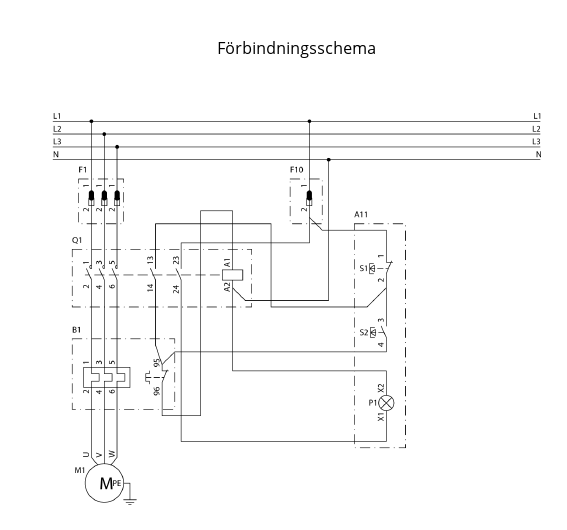 Förbindningsschema
L1 L1
L2 L2
L3 L3
N N
F1 F10
1 1 1 1
2 2 2 2
A11
Q1
1 3 5 13 23 A1
2 4 6 14 24 A2
1
S1
2
3
S2
4
B1
1 3 5 95
2 4 6 96
X2
P1
X1
U V W
M1
M PE